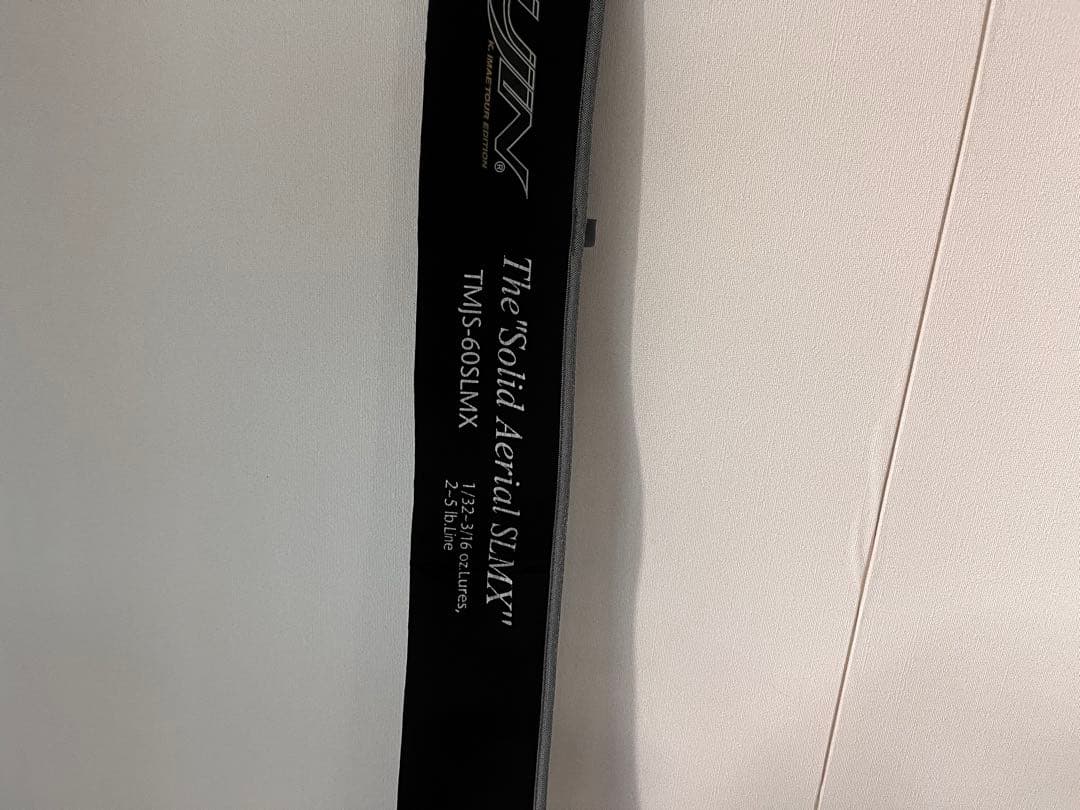 UJIN®
K. IMAE TOUR EDITION
The "Solid Aerial SLMX"
TMJS-60SLMX
1/32-3/16 oz.Lures,
2-5 lb.Line